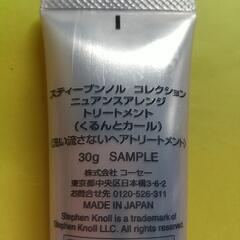 スティーブンノル コレクション
ニュアンスアレンジ
トリートメント
(くるんとカール)
(洗い流さないヘアトリートメント)
30g SAMPLE
株式会社 コーセー
東京都中央区日本橋3-6-2
お問合せ先 0120-526-311
MADE IN JAPAN
Stephen Knoll is a trademark of
Stephen Knoll LLC. All rights reserved.